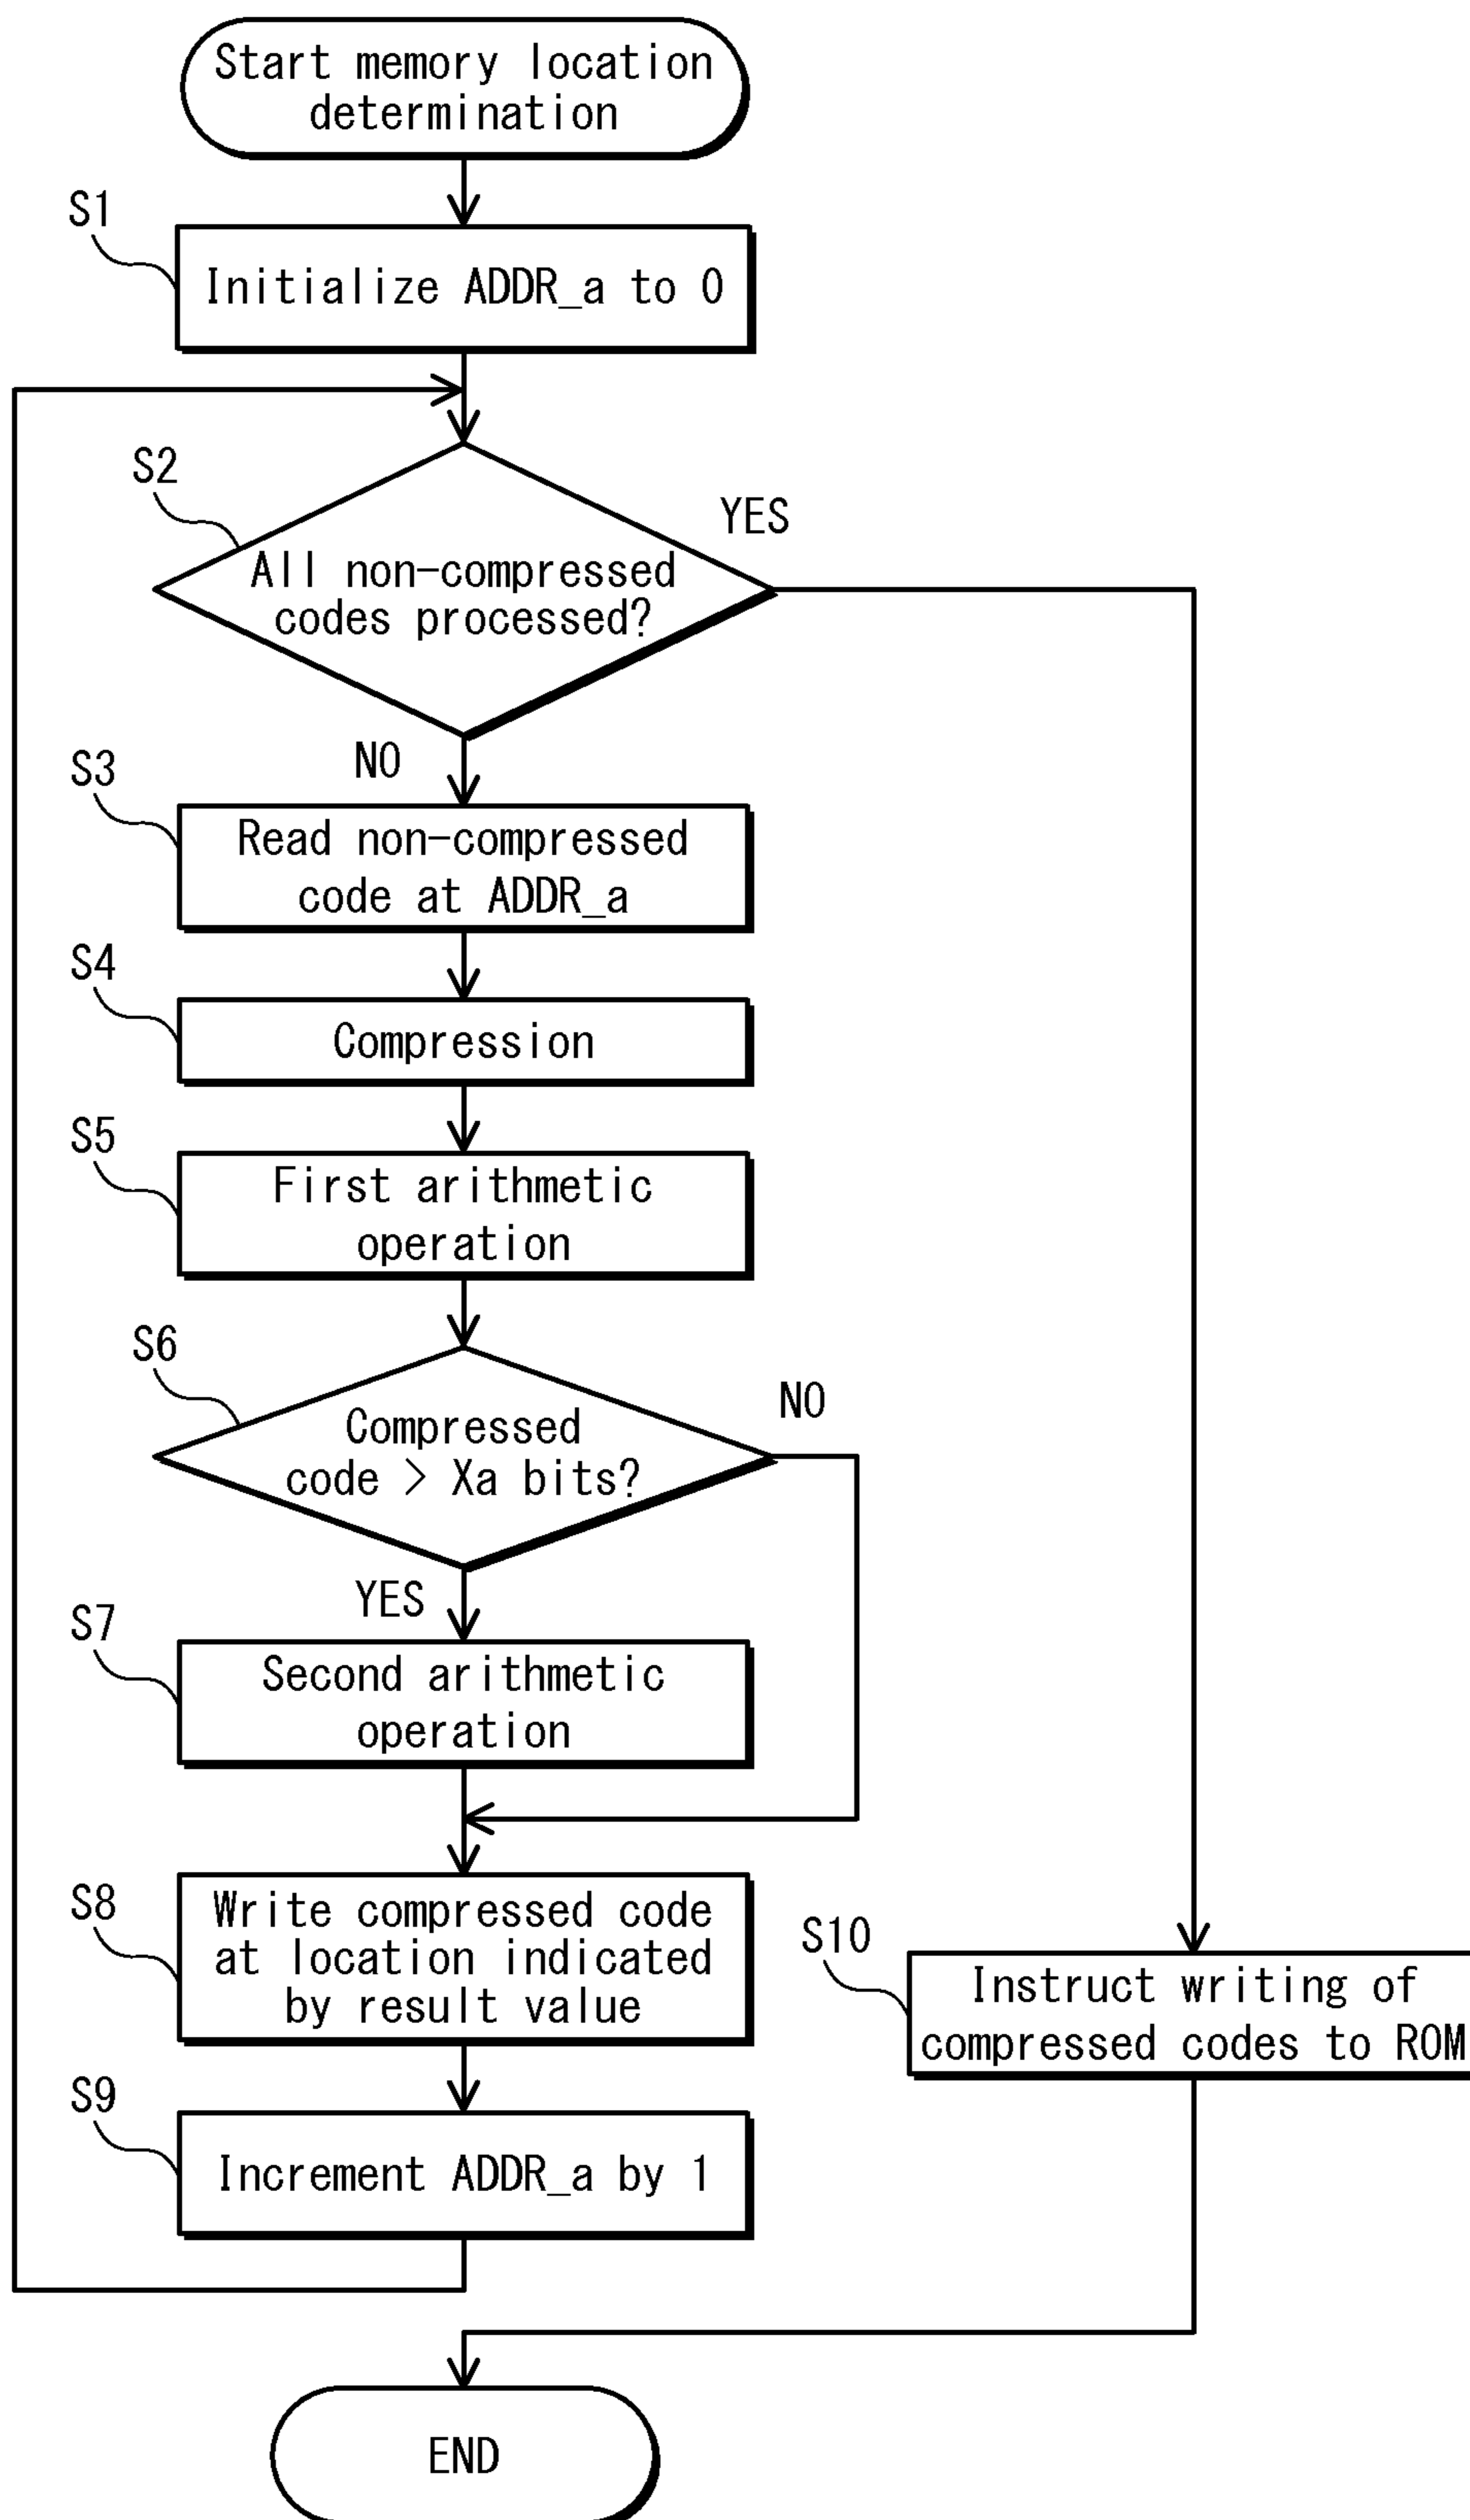 Start memory location
determination
S1
Initialize ADDR_a to 0
S2
YES
All non-compressed
codes processed?
NO
S3
Read non-compressed
code at ADDR_a
S4
Compression
S5
First arithmetic
operation
S6
NO
Compressed
code > Xa bits?
YES
S7
Second arithmetic
operation
S8
Write compressed code
at location indicated
by result value
S10
Instruct writing of
compressed codes to ROM
S9
Increment ADDR_a by 1
END